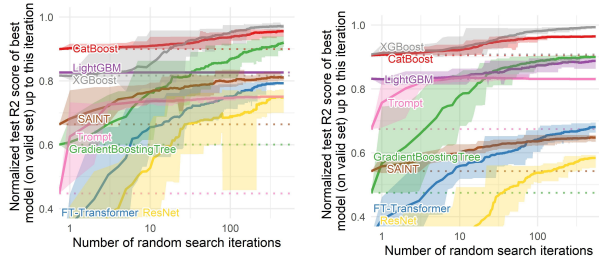 Normalized test R2 score of best
model (on valid set) up to this iteration
1.0
0.8
0.6
0.4
CatBoost
LightGBM
XGBoost
SAINT
Trompt
GradientBoostingTree
FT-Transformer
ResNet
1
10
100
Number of random search iterations
Normalized test R2 score of best
model (on valid set) up to this iteration
1.0
0.8
0.6
0.4
XGBoost
CatBoost
LightGBM
Trompt
GradientBoostingTree
SAINT
FT-Transformer
ResNet
1
10
100
Number of random search iterations